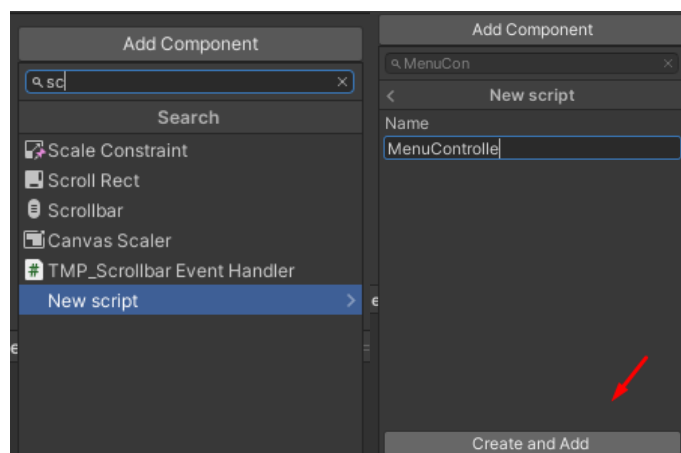 Add Component
sc
Search
Scale Constraint
Scroll Rect
Scrollbar
Canvas Scaler
# TMP_Scrollbar Event Handler
New script
Add Component
MenuCon
New script
Name
MenuControlle
Create and Add